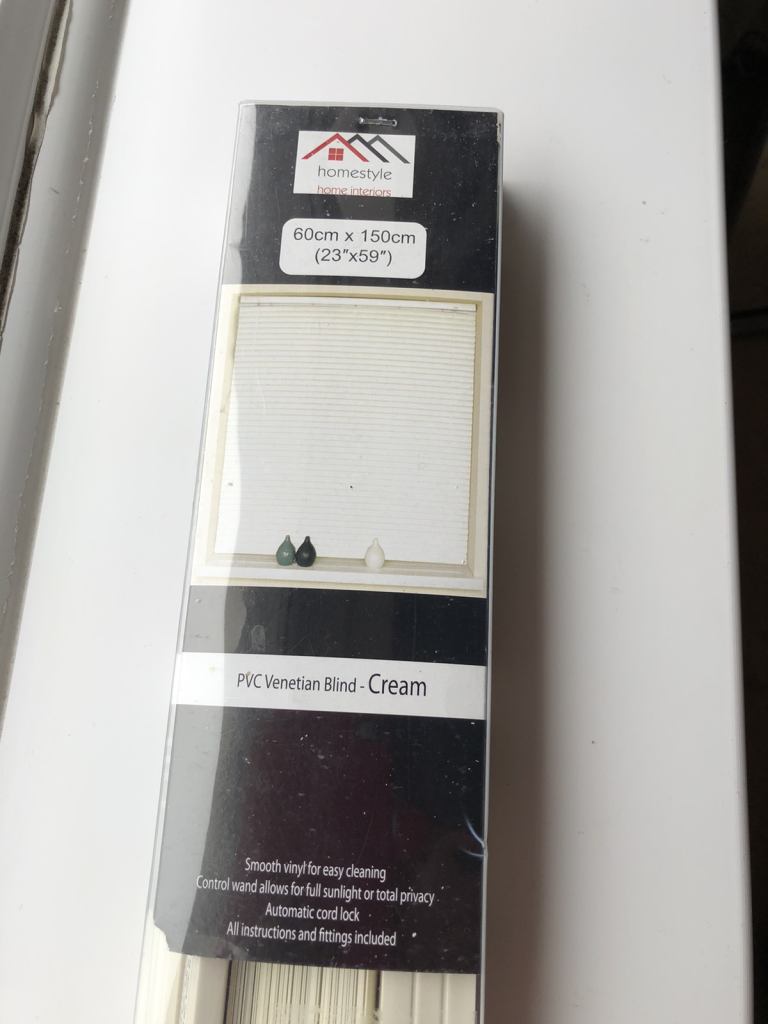 homestyle
home interiors
60cm x 150cm
(23"x59")
PVC Venetian Blind - Cream
Smooth vinyl for easy cleaning
Control wand allows for full sunlight or total privacy
Automatic cord lock
All instructions and fittings included